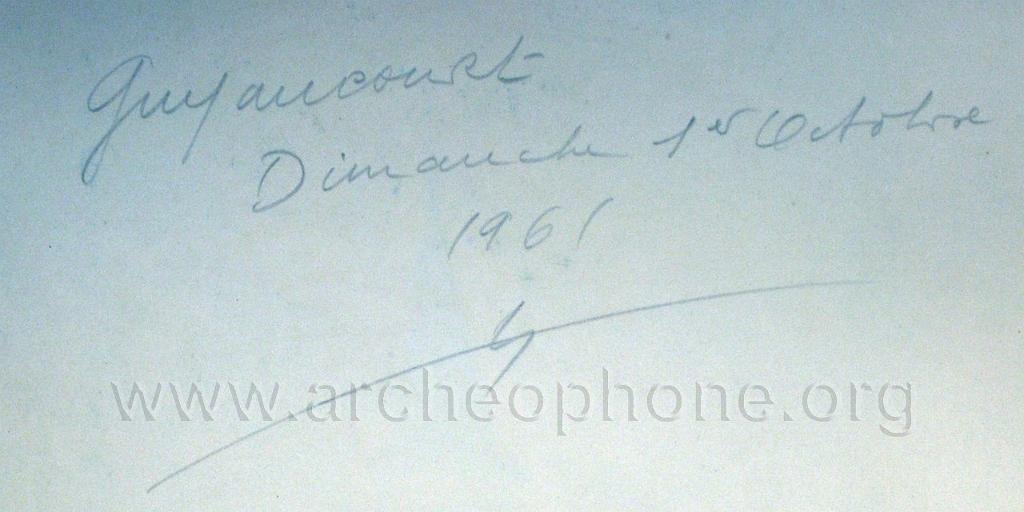 Guyancourt
Dimanche 1er Octobre
1961
www.archeophone.org